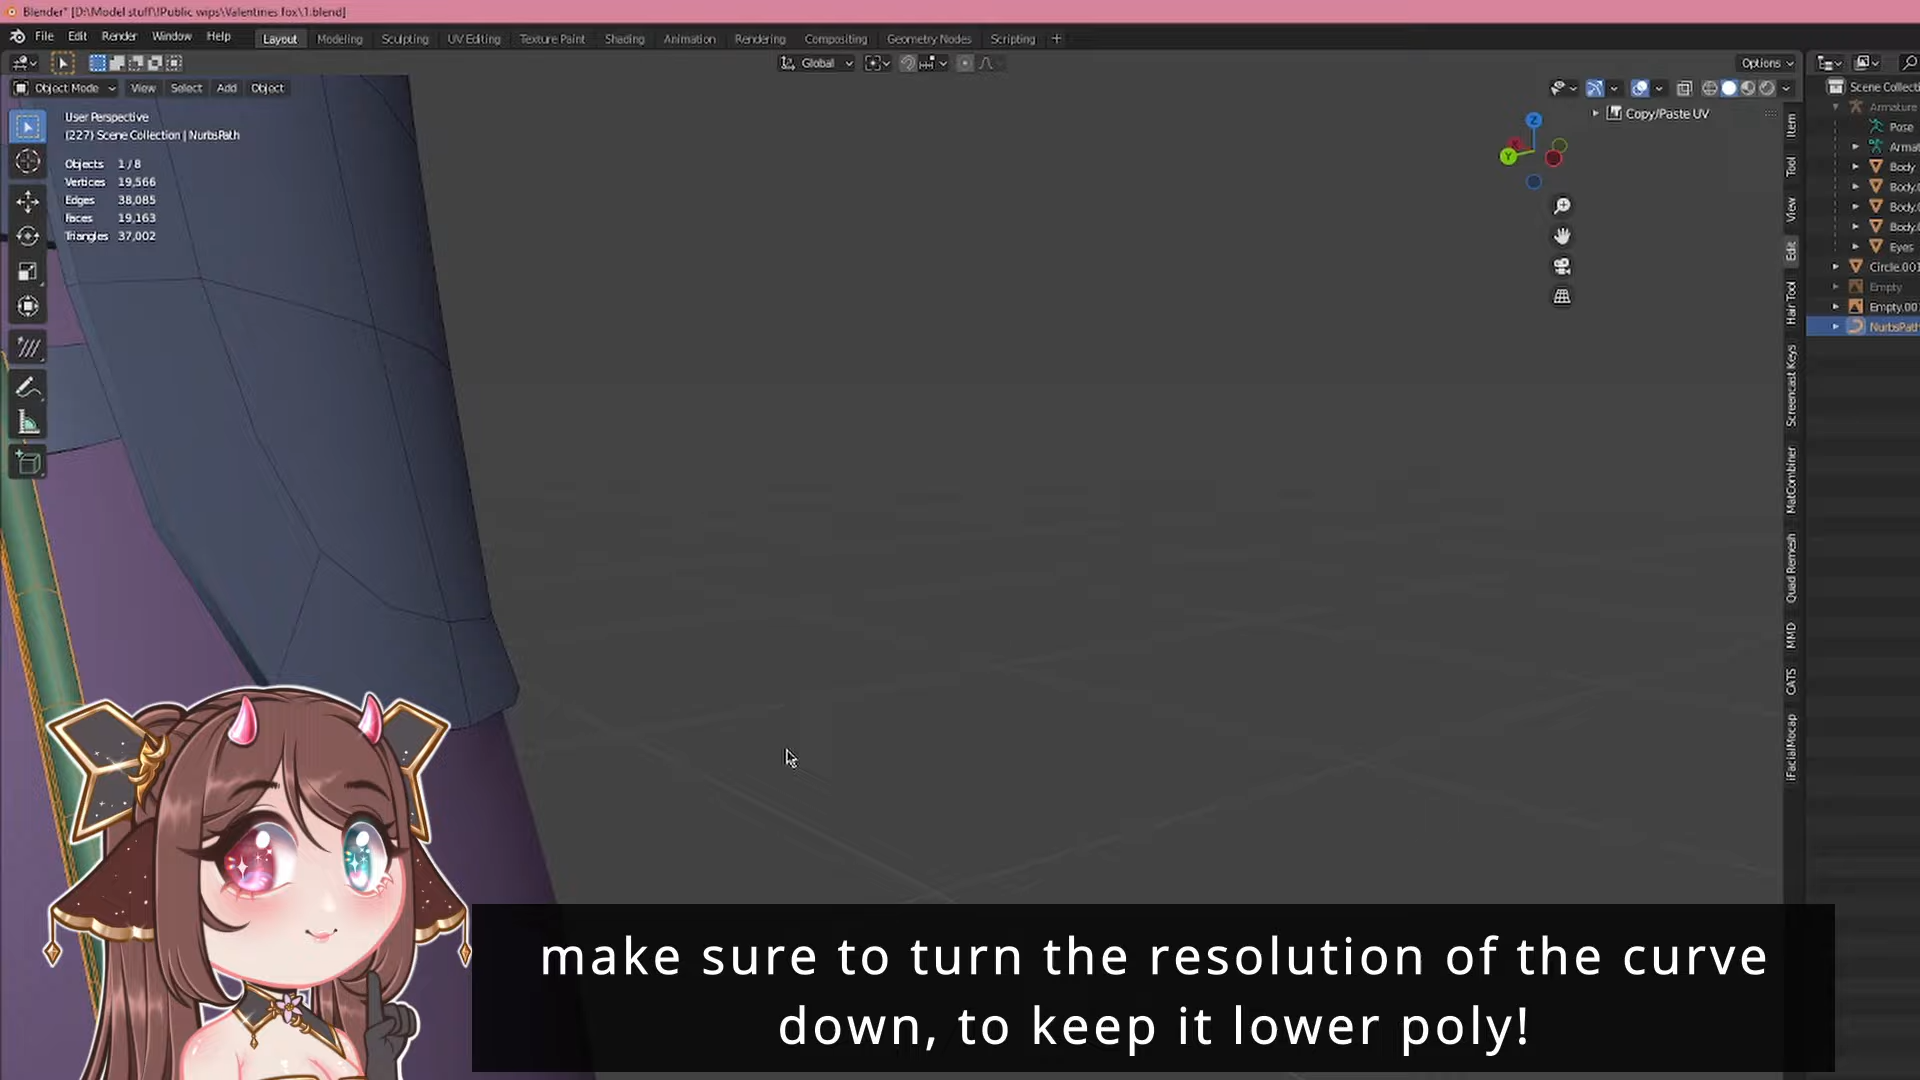 Blender* [D:\Model stuff\!Public wips\Valentines fox\1.blend]
File Edit Render Window Help Layout Modeling Sculpting UV Editing Texture Paint Shading Animation Rendering Compositing Geometry Nodes Scripting +
Global Options
Object Mode View Select Add Object
User Perspective
(227) Scene Collection | NurbsPath
Objects 1/8
Vertices 19,566
Edges 38,085
Faces 19,163
Triangles 37,002
Z
Y
Copy/Paste UV
Item
Tool
View
Edit
Hair Tool
Screencast Keys
MatCombiner
Quad Remesh
MMD
CATS
iFacialMocap
Scene Collecti
Armature
Pose
Armat
Body
Body.0
Body.0
Body.0
Eyes
Circle.001
Empty
Empty.00
NurbsPath
make sure to turn the resolution of the curve
down, to keep it lower poly!